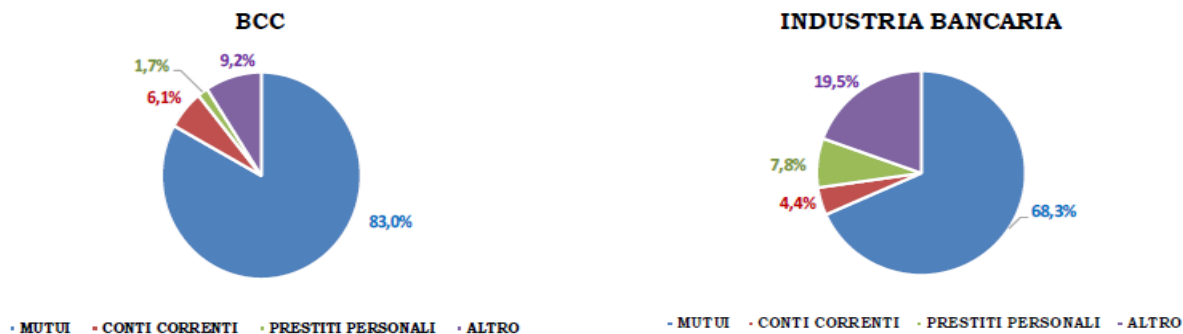 BCC
1,7%
9,2%
6,1%
83,0%
MUTUI CONTI CORRENTI PRESTITI PERSONALI ALTRO
INDUSTRIA BANCARIA
19,5%
7,8%
4,4%
68,3%
MUTUI CONTI CORRENTI PRESTITI PERSONALI ALTRO